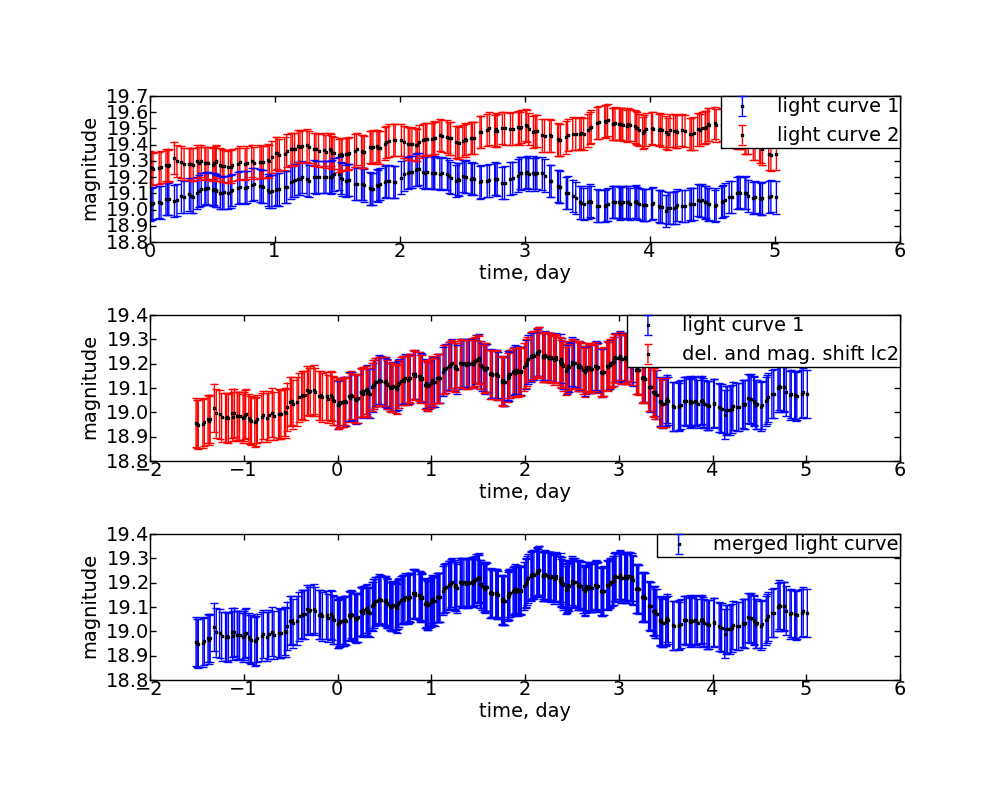 19.7
19.6
19.5
19.4
19.3
19.2
19.1
19.0
18.9
18.8
magnitude
light curve 1
light curve 2
0 1 2 3 4 5 6
time, day
19.4
19.3
19.2
19.1
19.0
18.9
18.8
magnitude
light curve 1
del. and mag. shift lc2
−2 −1 0 1 2 3 4 5 6
time, day
19.4
19.3
19.2
19.1
19.0
18.9
18.8
magnitude
merged light curve
−2 −1 0 1 2 3 4 5 6
time, day